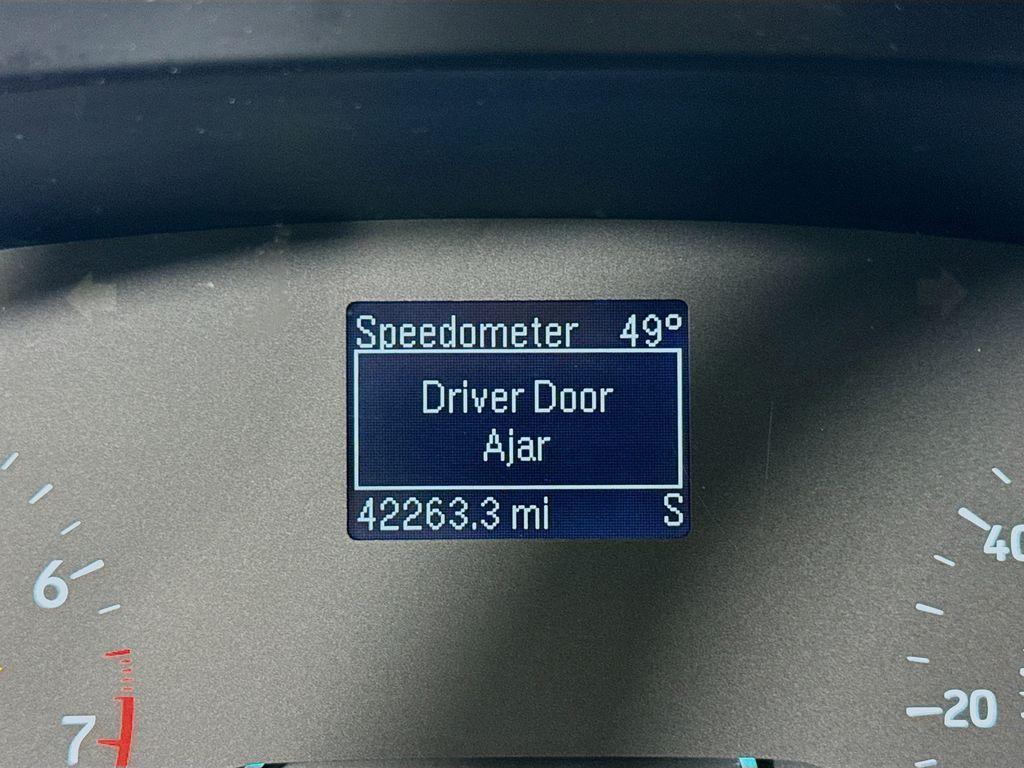 Speedometer 49°
Driver Door
Ajar
42263.3 mi S
6
7
40
20